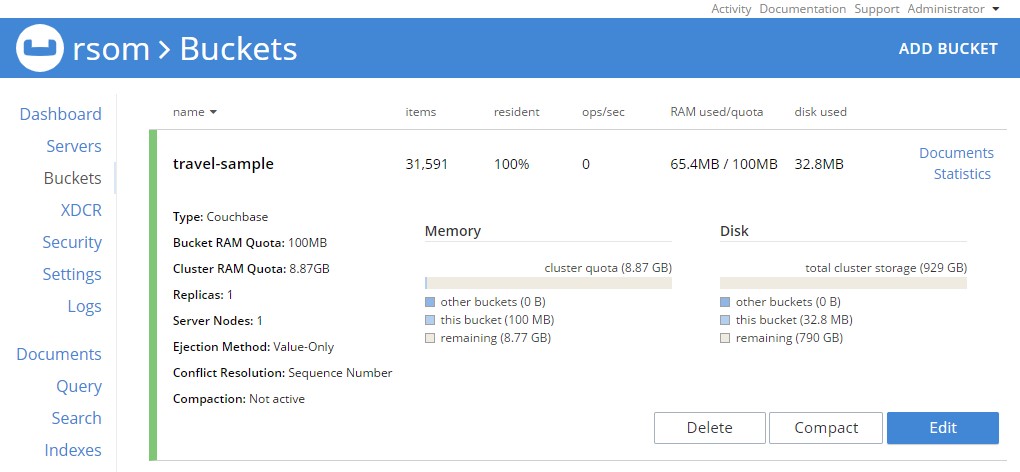 Activity Documentation Support Administrator
rsom > Buckets
ADD BUCKET
Dashboard
Servers
Buckets
XDCR
Security
Settings
Logs
Documents
Query
Search
Indexes
name items resident ops/sec RAM used/quota disk used
travel-sample 31,591 100% 0 65.4MB / 100MB 32.8MB
Documents
Statistics
Type: Couchbase
Bucket RAM Quota: 100MB
Cluster RAM Quota: 8.87GB
Replicas: 1
Server Nodes: 1
Ejection Method: Value-Only
Conflict Resolution: Sequence Number
Compaction: Not active
Memory
cluster quota (8.87 GB)
other buckets (0 B)
this bucket (100 MB)
remaining (8.77 GB)
Disk
total cluster storage (929 GB)
other buckets (0 B)
this bucket (32.8 MB)
remaining (790 GB)
Delete Compact Edit